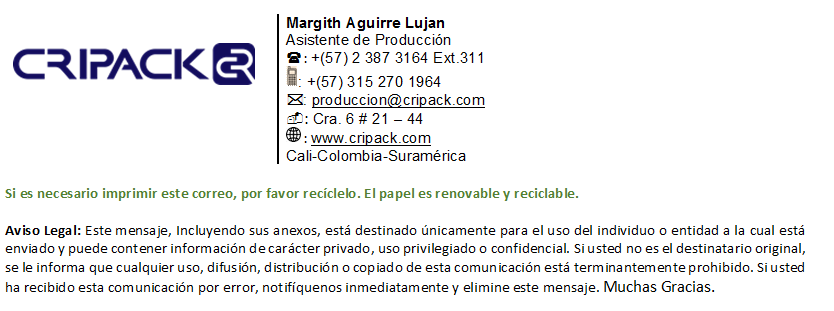 CRIPACK
Margith Aguirre Lujan
Asistente de Producción
☎: +(57) 2 387 3164 Ext.311
: +(57) 315 270 1964
✉: produccion@cripack.com
: Cra. 6 # 21 – 44
: www.cripack.com
Cali-Colombia-Suramérica
Si es necesario imprimir este correo, por favor recíclelo. El papel es renovable y reciclable.
Aviso Legal: Este mensaje, Incluyendo sus anexos, está destinado únicamente para el uso del individuo o entidad a la cual está
enviado y puede contener información de carácter privado, uso privilegiado o confidencial. Si usted no es el destinatario original,
se le informa que cualquier uso, difusión, distribución o copiado de esta comunicación está terminantemente prohibido. Si usted
ha recibido esta comunicación por error, notifíquenos inmediatamente y elimine este mensaje. Muchas Gracias.